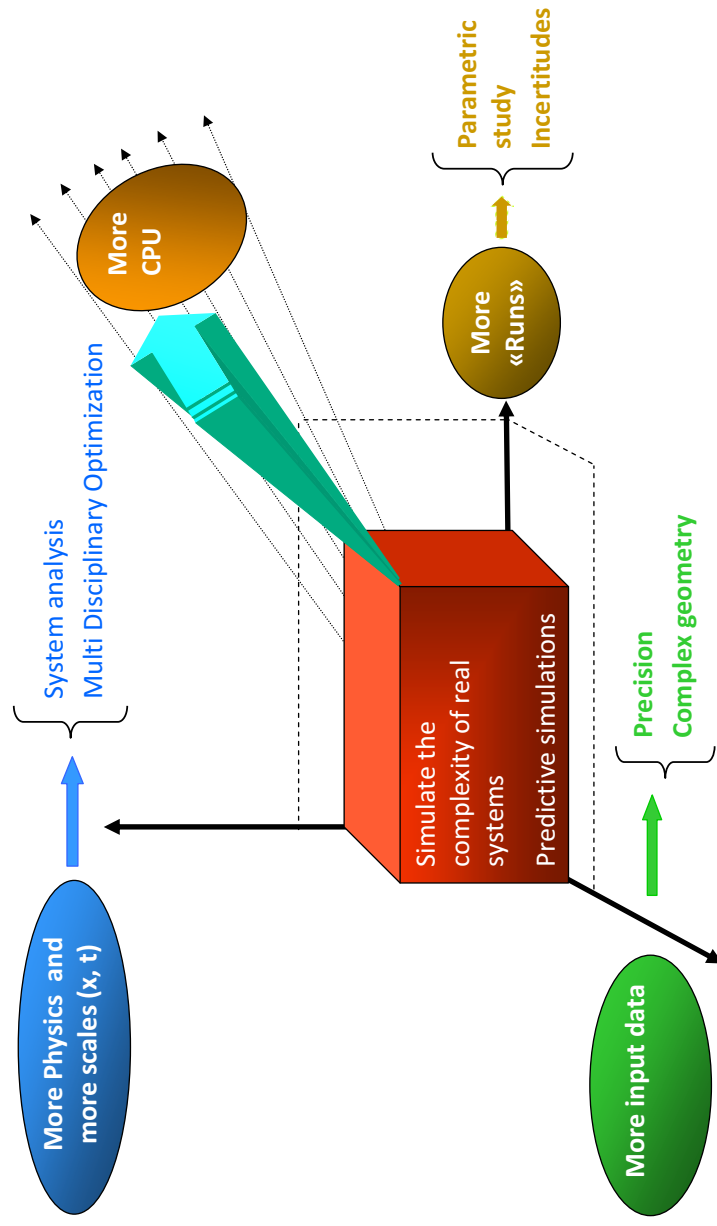 More Physics and
more scales (x, t)
System analysis
Multi Disciplinary Optimization
More
CPU
Simulate the
complexity of real
systems
Predictive simulations
More
«Runs»
Parametric
study
Incertitudes
More input data
Precision
Complex geometry